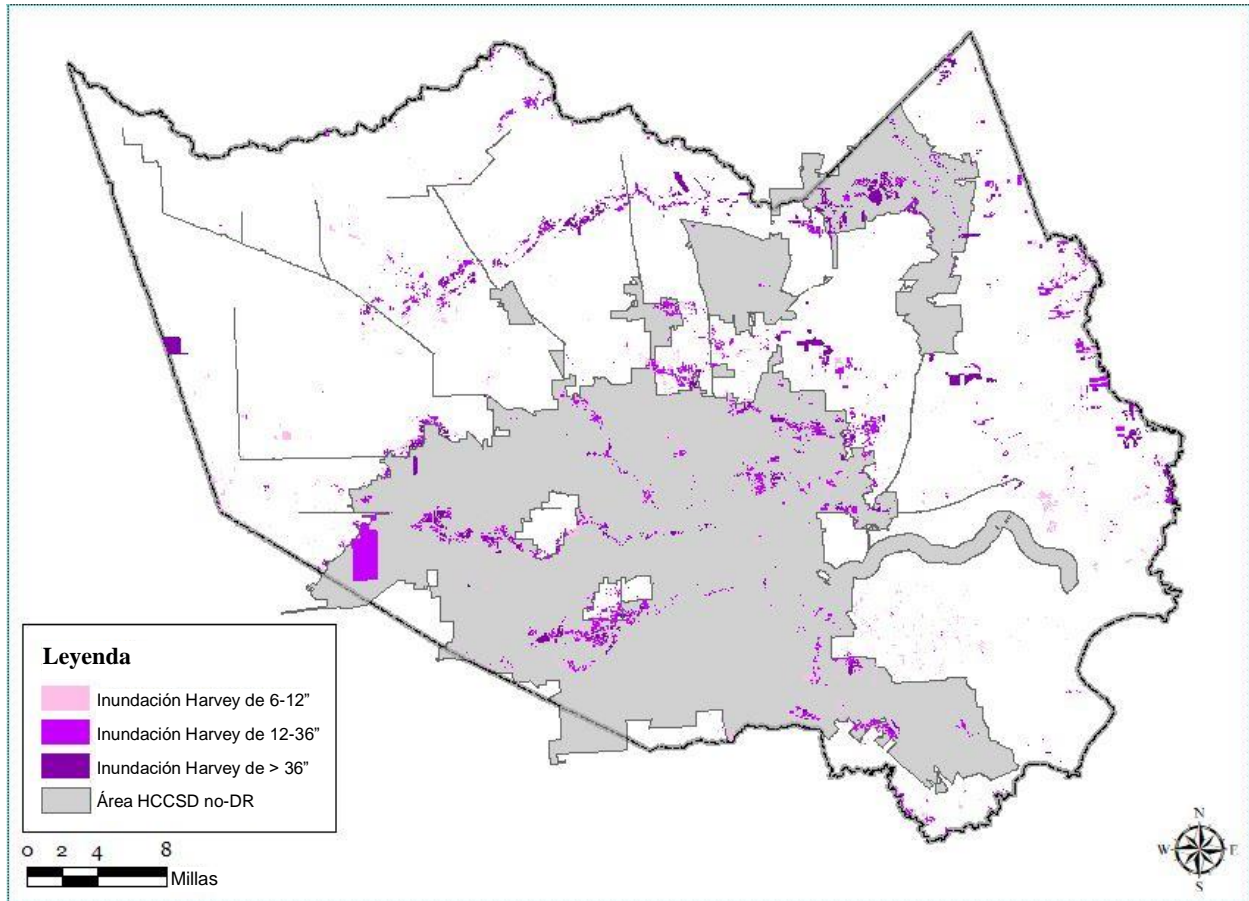 Leyenda
Inundación Harvey de 6-12”
Inundación Harvey de 12-36”
Inundación Harvey de > 36”
Área HCCSD no-DR
0 2 4 8
Millas
N
W E
S